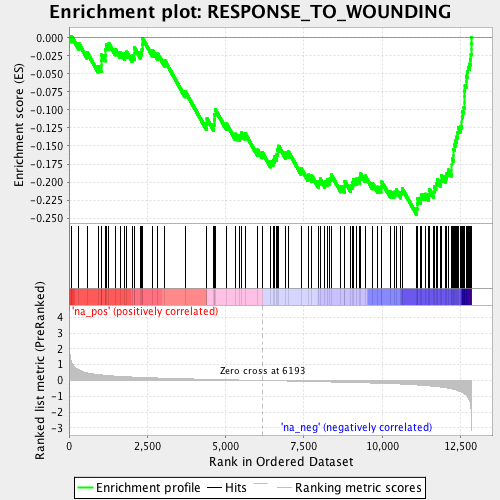 Enrichment plot: RESPONSE_TO_WOUNDING
Enrichment score (ES)
0.000
-0.025
-0.050
-0.075
-0.100
-0.125
-0.150
-0.175
-0.200
-0.225
-0.250
'na_pos' (positively correlated)
Ranked list metric (PreRanked)
4
3
2
1
0
-1
-2
-3
Zero cross at 6193
'na_neg' (negatively correlated)
0
2,500
5,000
7,500
10,000
12,500
Rank in Ordered Dataset
Enrichment profile
Hits
Ranking metric scores